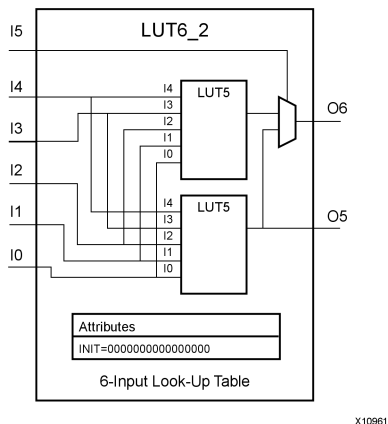 LUT6_2
I5
I4
I3
I2
I1
I0
I4
I3
I2
I1
I0
LUT5
I4
I3
I2
I1
I0
LUT5
O6
O5
Attributes
INIT=0000000000000000
6-Input Look-Up Table
X10961